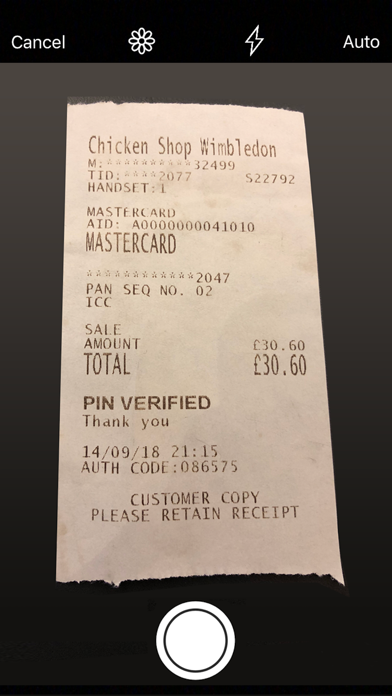 Cancel Auto
Chicken Shop Wimbledon
M:**********32499
TID:****2077 S22792
HANDSET:1
MASTERCARD
AID: A0000000041010
MASTERCARD
************2047
PAN SEQ NO. 02
ICC
SALE
AMOUNT £30.60
TOTAL £30.60
PIN VERIFIED
Thank you
14/09/18 21:15
AUTH CODE:086575
CUSTOMER COPY
PLEASE RETAIN RECEIPT